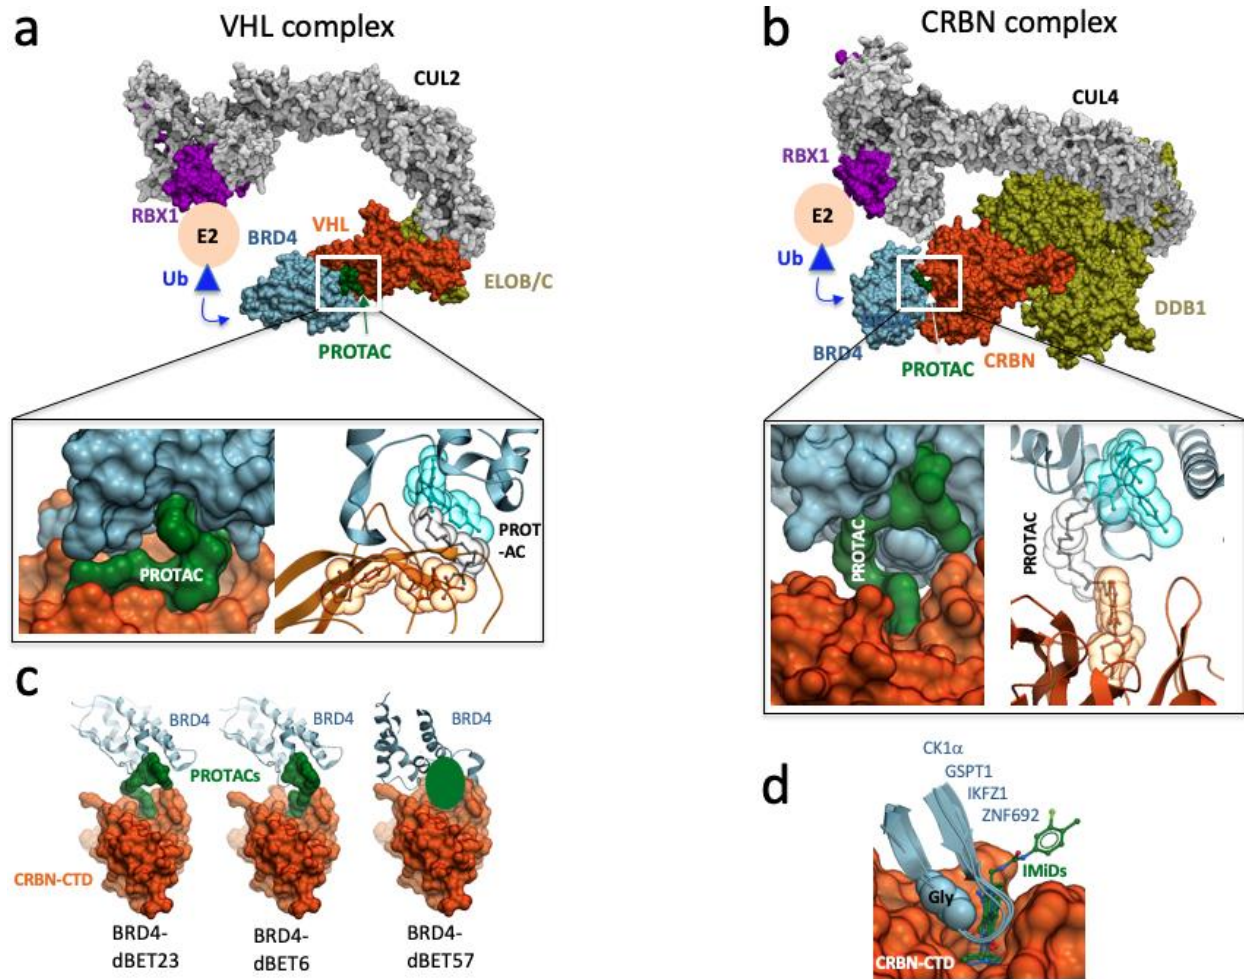 a
VHL complex
CUL2
RBX1
E2
BRD4
VHL
Ub
ELOB/C
PROTAC
PROTAC
PROT
-AC
b
CRBN complex
CUL4
RBX1
E2
Ub
DDB1
BRD4
PROTAC
CRBN
PROTAC
PROTAC
c
BRD4
BRD4
BRD4
PROTACs
CRBN-CTD
BRD4-
dBET23
BRD4-
dBET6
BRD4-
dBET57
d
CK1α
GSPT1
IKFZ1
ZNF692
IMiDs
Gly
CRBN-CTD